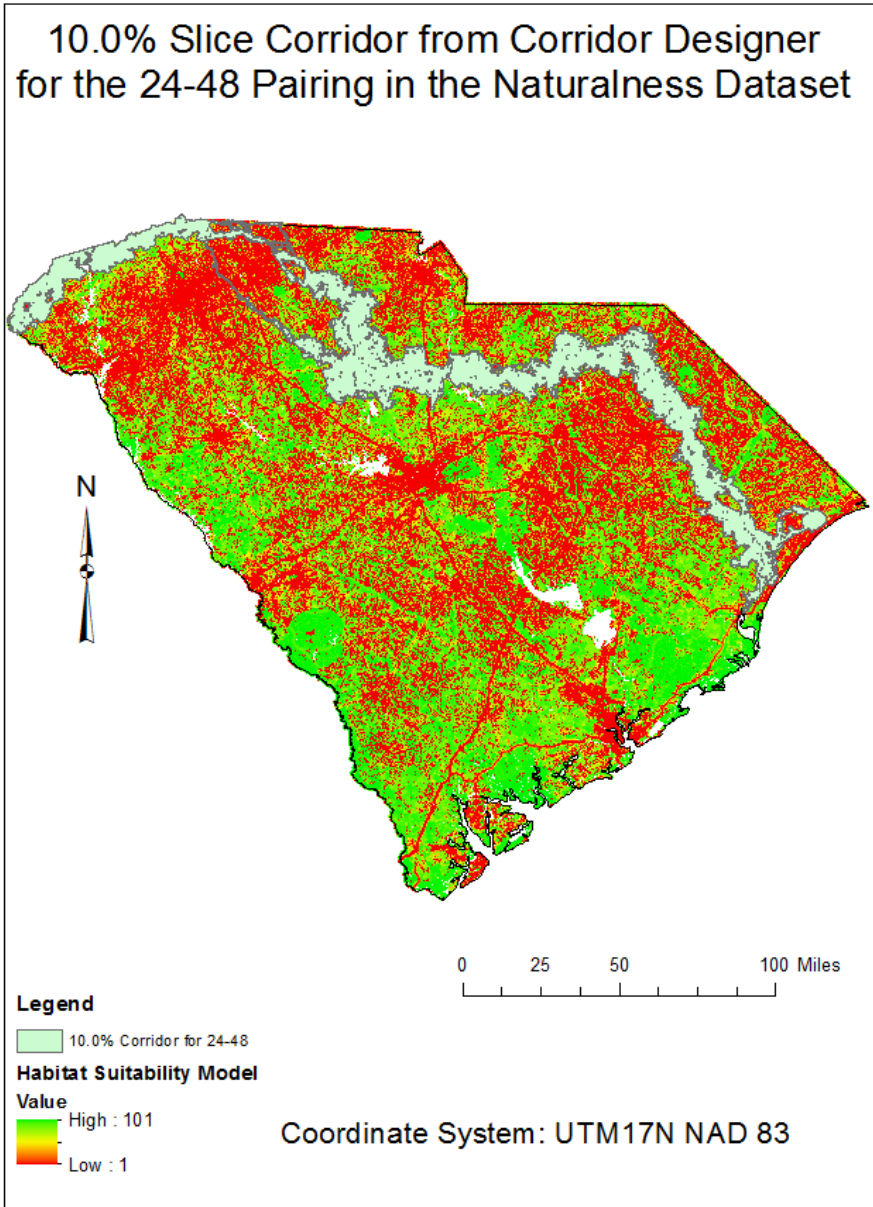 10.0% Slice Corridor from Corridor Designer
for the 24-48 Pairing in the Naturalness Dataset
N
0 25 50 100 Miles
Legend
10.0% Corridor for 24-48
Habitat Suitability Model
Value
High : 101
Low : 1
Coordinate System: UTM17N NAD 83